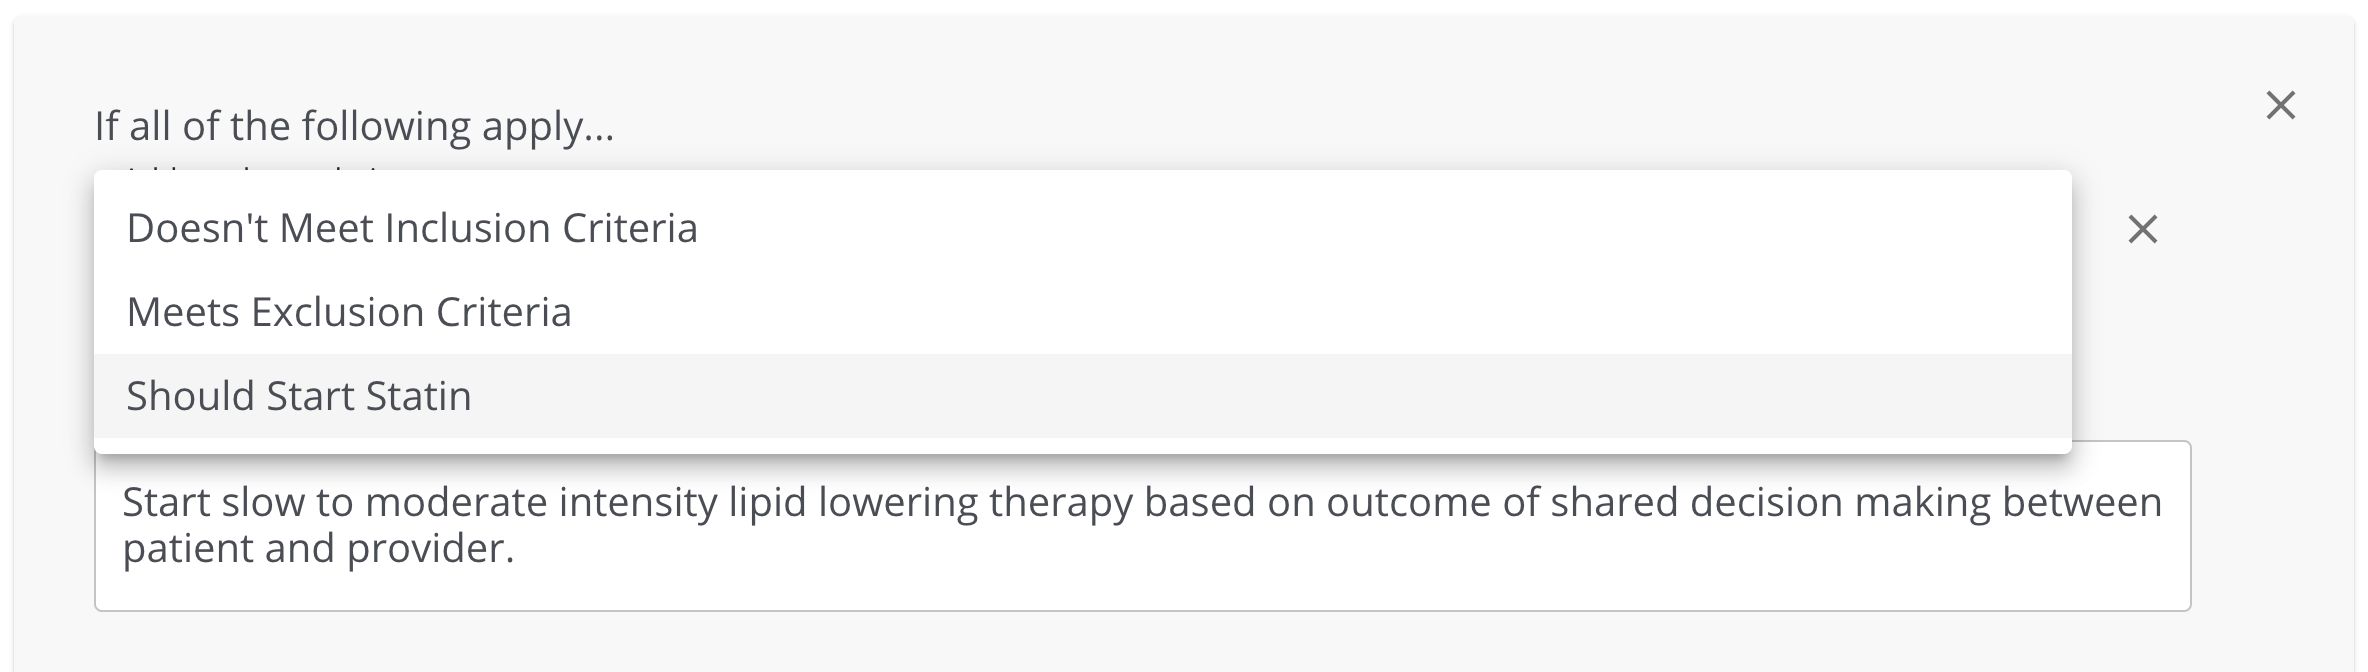 If all of the following apply...
Doesn't Meet Inclusion Criteria
Meets Exclusion Criteria
Should Start Statin
Start slow to moderate intensity lipid lowering therapy based on outcome of shared decision making between
patient and provider.